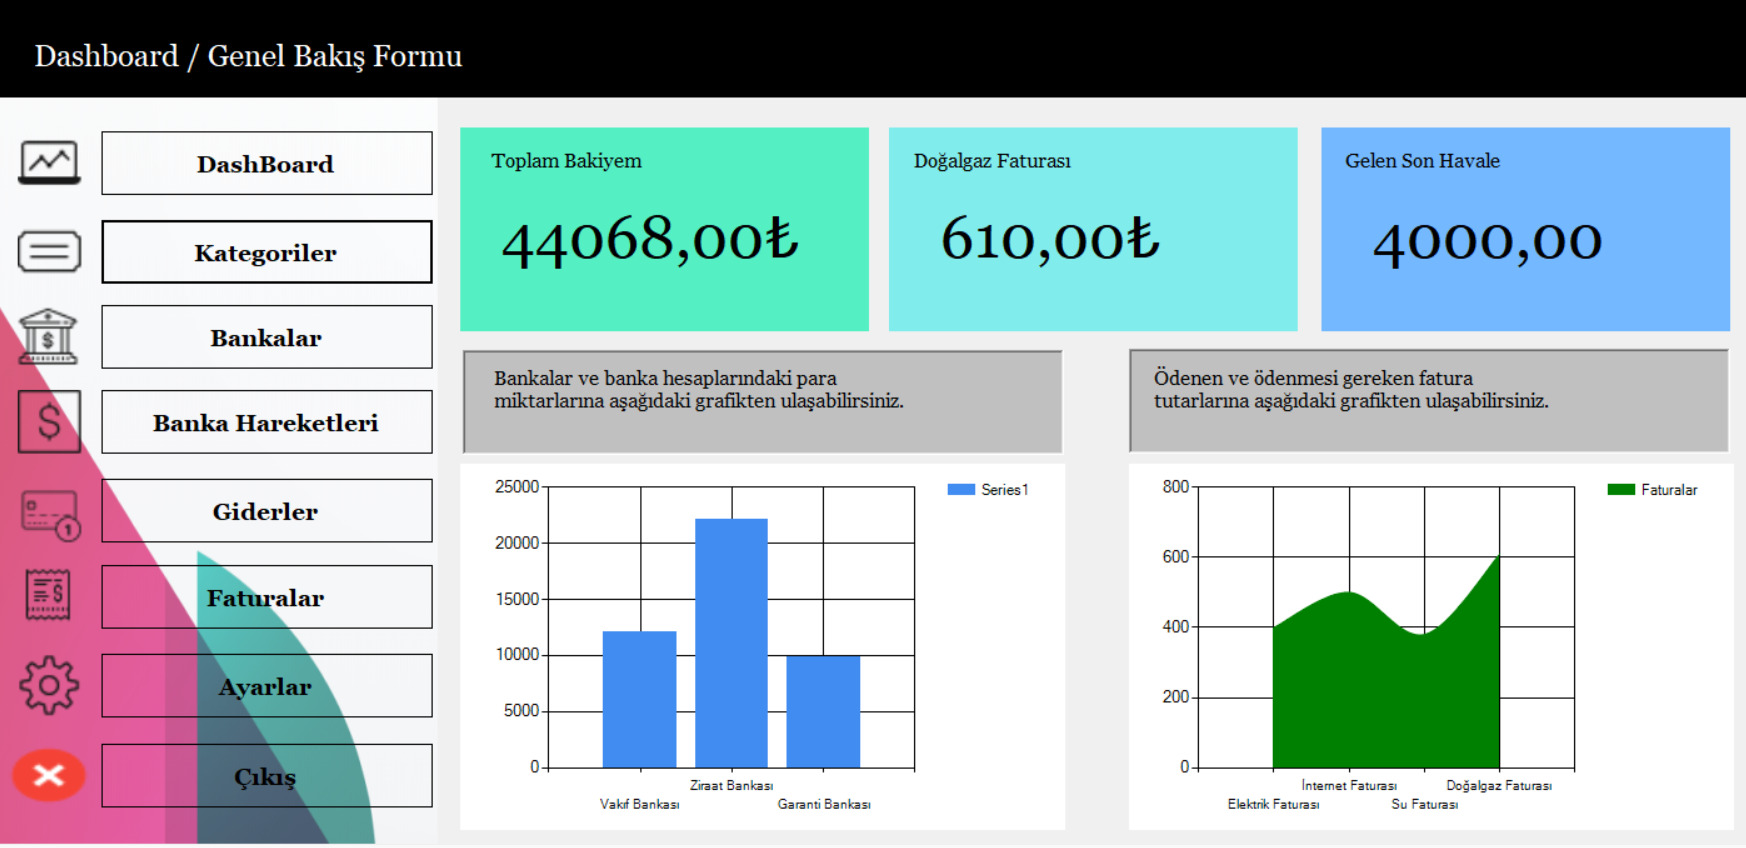 Dashboard / Genel Bakış Formu
DashBoard
Kategoriler
Bankalar
$
Banka Hareketleri
$
Giderler
1
Faturalar
$
Ayarlar
Çıkış
Toplam Bakiyem
44068,00₺
Doğalgaz Faturası
610,00₺
Gelen Son Havale
4000,00
Bankalar ve banka hesaplarındaki para
miktarlarına aşağıdaki grafikten ulaşabilirsiniz.
Ödenen ve ödenmesi gereken fatura
tutarlarına aşağıdaki grafikten ulaşabilirsiniz.
25000
20000
15000
10000
5000
0
Ziraat Bankası
Vakıf Bankası
Garanti Bankası
Series1
800
600
400
200
0
İnternet Faturası
Doğalgaz Faturası
Elektrik Faturası
Su Faturası
Faturalar